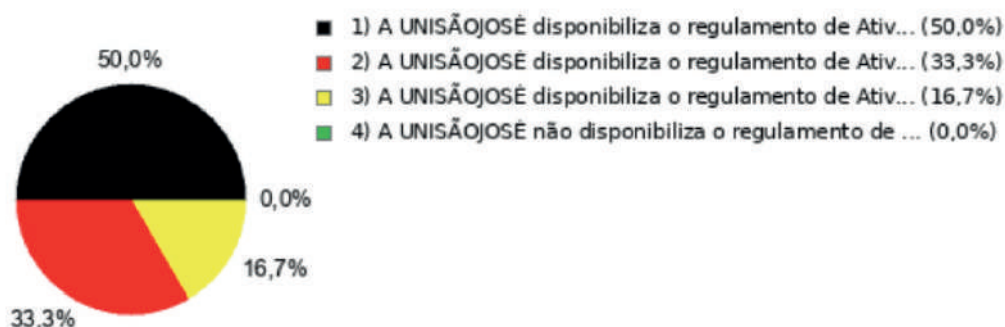 1) A UNISÃOJOSÉ disponibiliza o regulamento de Ativ... (50,0%)
2) A UNISÃOJOSÉ disponibiliza o regulamento de Ativ... (33,3%)
3) A UNISÃOJOSÉ disponibiliza o regulamento de Ativ... (16,7%)
4) A UNISÃOJOSÉ não disponibiliza o regulamento de ... (0,0%)
50,0%
0,0%
16,7%
33,3%